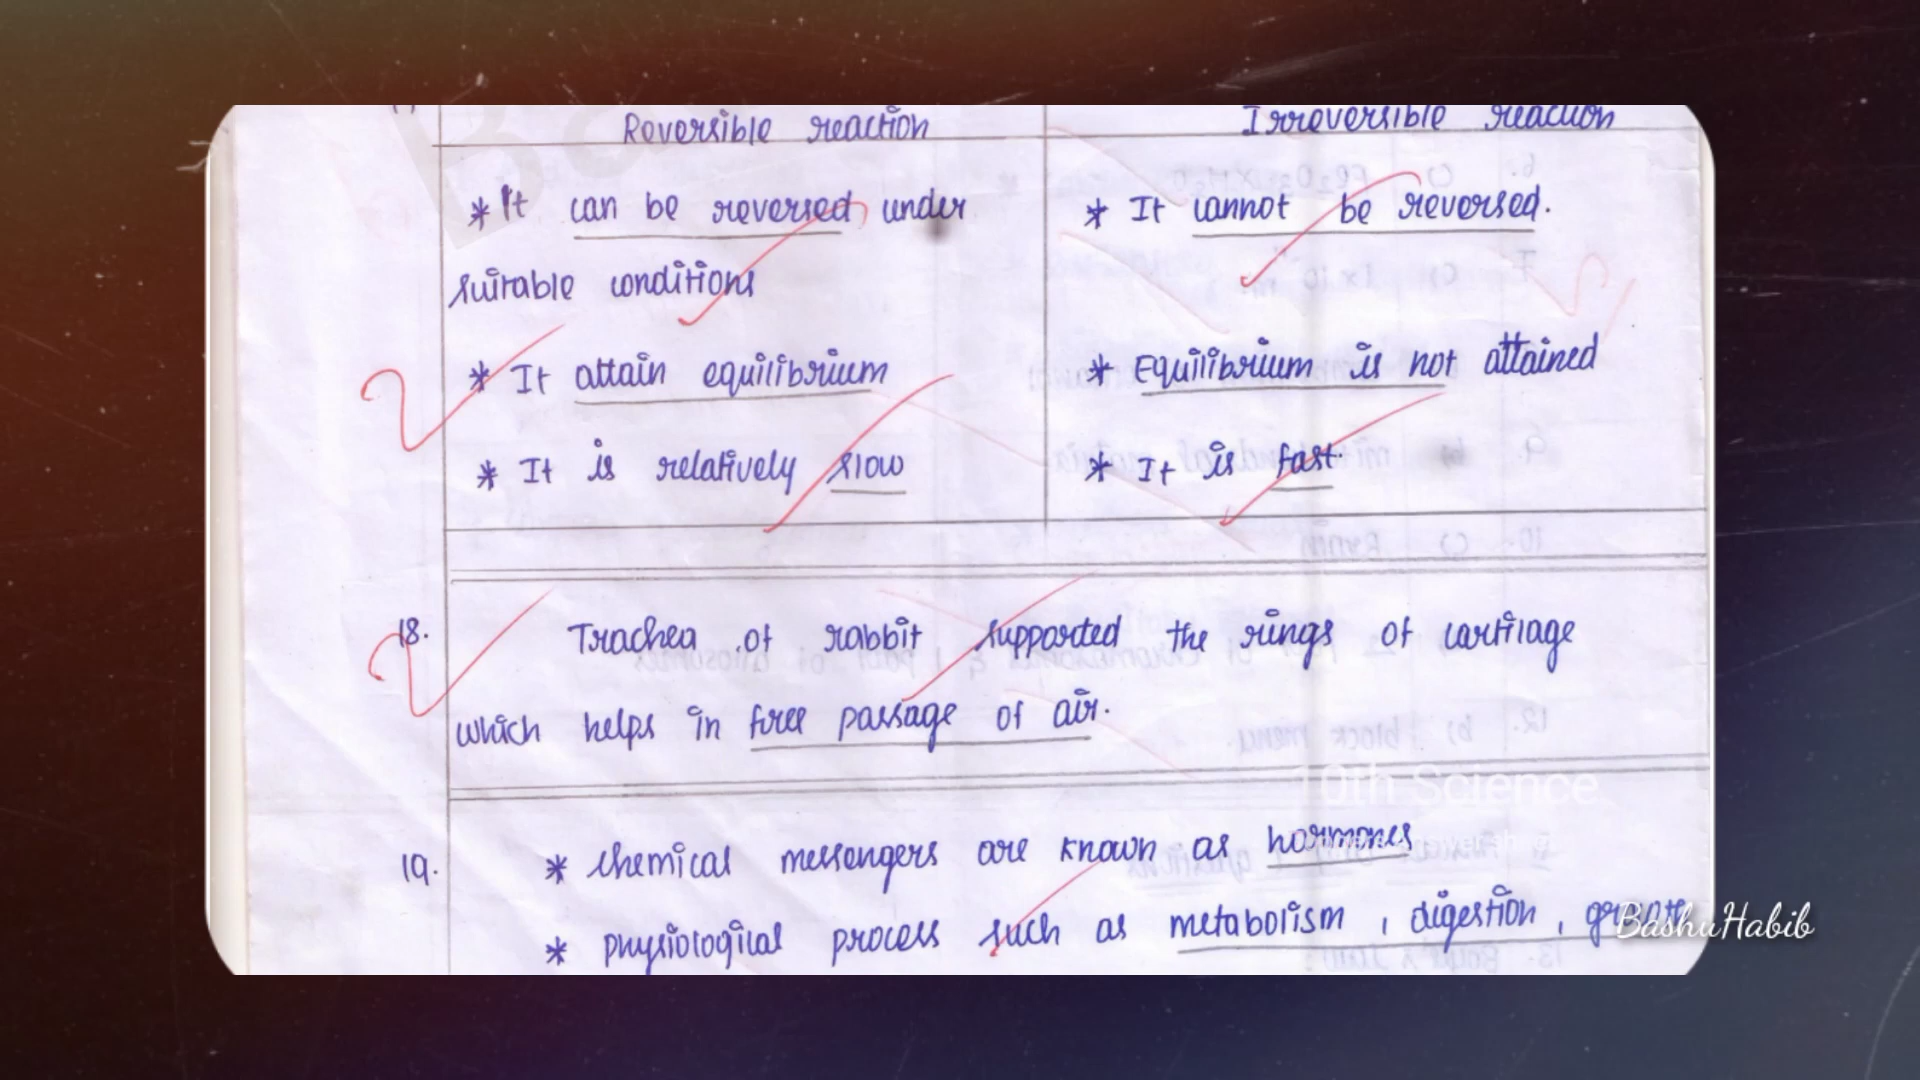 Reversible reaction
Irreversible reaction
* It can be reversed under
suitable conditions
* It cannot be reversed.
* It attain equilibrium
* Equilibrium is not attained
* It is relatively slow
* It is fast.
18. Trachea of rabbit supported the rings of cartilage
which helps in free passage of air.
10th Science
19. * chemical messengers are known as hormones
* physiological process such as metabolism, digestion, growth
BashuHabib